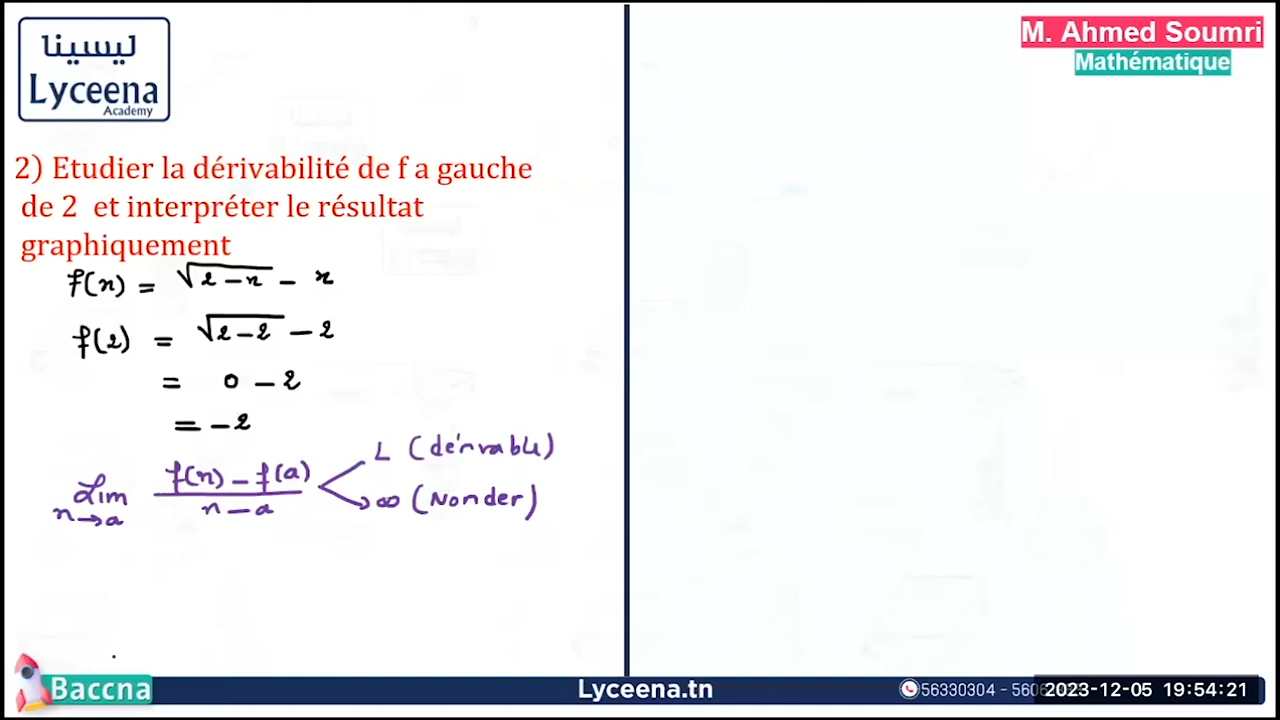 ليسينا
Lyceena
Academy
M. Ahmed Soumri
Mathématique
2) Etudier la dérivabilité de f a gauche
de 2 et interpréter le résultat
graphiquement
f(x) = √(2-x) - x
f(2) = √(2-2) - 2
= 0 - 2
= -2
Lim x→a (f(x) - f(a)) / (x - a)
L (dérivable)
→ ∞ (Non der)
Baccna
Lyceena.tn
56330304 - 560
2023-12-05 19:54:21